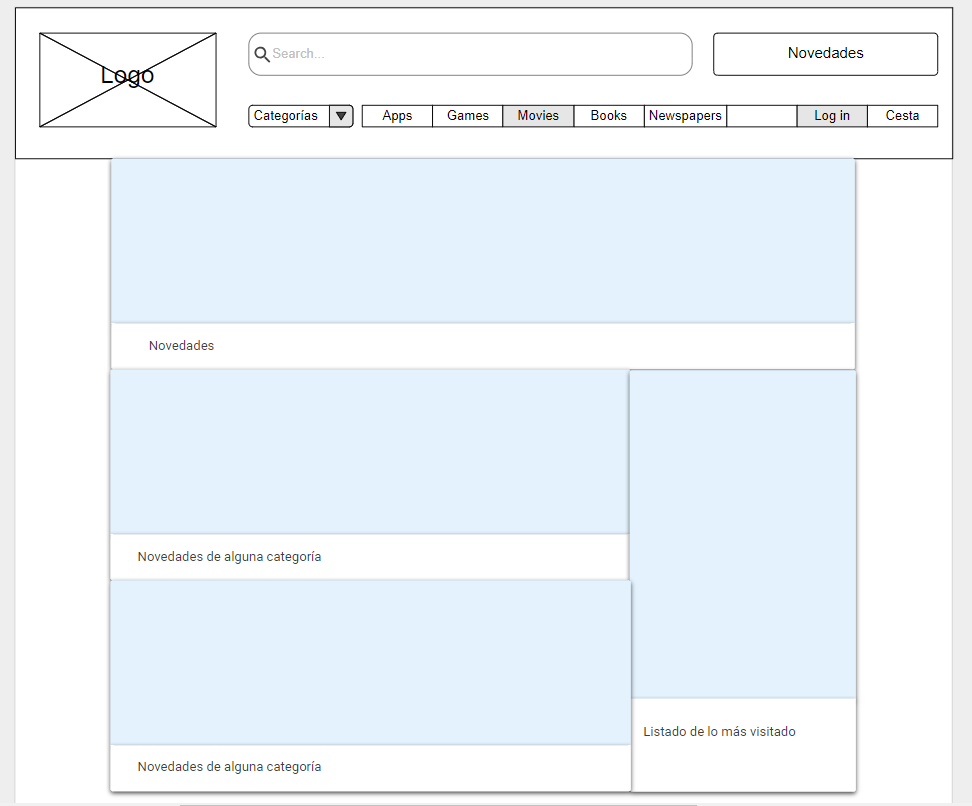 Logo
Search...
Novedades
Categorías
Apps
Games
Movies
Books
Newspapers
Log in
Cesta
Novedades
Novedades de alguna categoría
Listado de lo más visitado
Novedades de alguna categoría